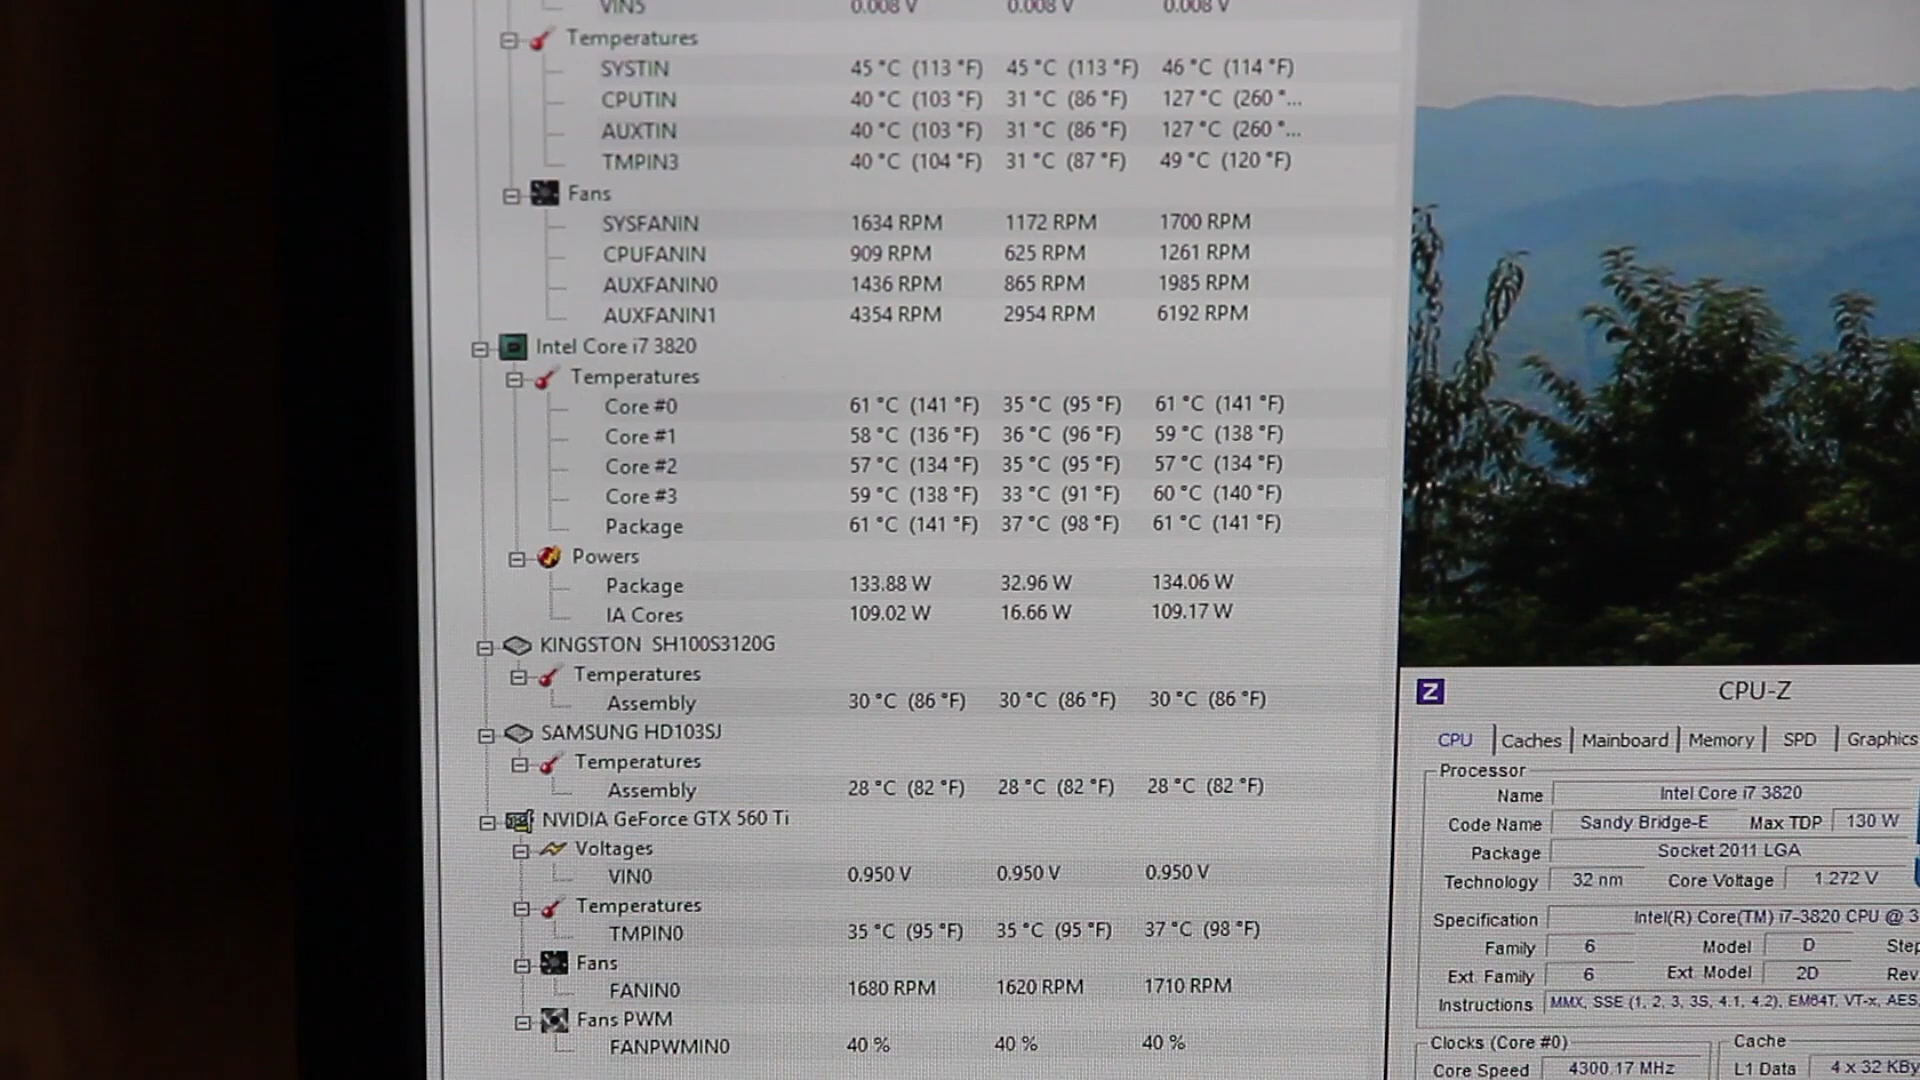 VIN5 0.008 V 0.008 V 0.008 V
Temperatures
SYSTIN 45 °C (113 °F) 45 °C (113 °F) 46 °C (114 °F)
CPUTIN 40 °C (103 °F) 31 °C (86 °F) 127 °C (260 °...
AUXTIN 40 °C (103 °F) 31 °C (86 °F) 127 °C (260 °...
TMPIN3 40 °C (104 °F) 31 °C (87 °F) 49 °C (120 °F)
Fans
SYSFANIN 1634 RPM 1172 RPM 1700 RPM
CPUFANIN 909 RPM 625 RPM 1261 RPM
AUXFANIN0 1436 RPM 865 RPM 1985 RPM
AUXFANIN1 4354 RPM 2954 RPM 6192 RPM
Intel Core i7 3820
Temperatures
Core #0 61 °C (141 °F) 35 °C (95 °F) 61 °C (141 °F)
Core #1 58 °C (136 °F) 36 °C (96 °F) 59 °C (138 °F)
Core #2 57 °C (134 °F) 35 °C (95 °F) 57 °C (134 °F)
Core #3 59 °C (138 °F) 33 °C (91 °F) 60 °C (140 °F)
Package 61 °C (141 °F) 37 °C (98 °F) 61 °C (141 °F)
Powers
Package 133.88 W 32.96 W 134.06 W
IA Cores 109.02 W 16.66 W 109.17 W
KINGSTON SH100S3120G
Temperatures
Assembly 30 °C (86 °F) 30 °C (86 °F) 30 °C (86 °F)
SAMSUNG HD103SJ
Temperatures
Assembly 28 °C (82 °F) 28 °C (82 °F) 28 °C (82 °F)
NVIDIA GeForce GTX 560 Ti
Voltages
VIN0 0.950 V 0.950 V 0.950 V
Temperatures
TMPIN0 35 °C (95 °F) 35 °C (95 °F) 37 °C (98 °F)
Fans
FANIN0 1680 RPM 1620 RPM 1710 RPM
Fans PWM
FANPWMIN0 40 % 40 % 40 %
Z CPU-Z
CPU Caches Mainboard Memory SPD Graphics
Processor
Name Intel Core i7 3820
Code Name Sandy Bridge-E Max TDP 130 W
Package Socket 2011 LGA
Technology 32 nm Core Voltage 1.272 V
Specification Intel(R) Core(TM) i7-3820 CPU @ 3
Family 6 Model D Step
Ext. Family 6 Ext. Model 2D Rev
Instructions MMX, SSE (1, 2, 3, 3S, 4.1, 4.2), EM64T, VT-x, AES,
Clocks (Core #0) Cache
Core Speed 4300.17 MHz L1 Data 4 x 32 KBy